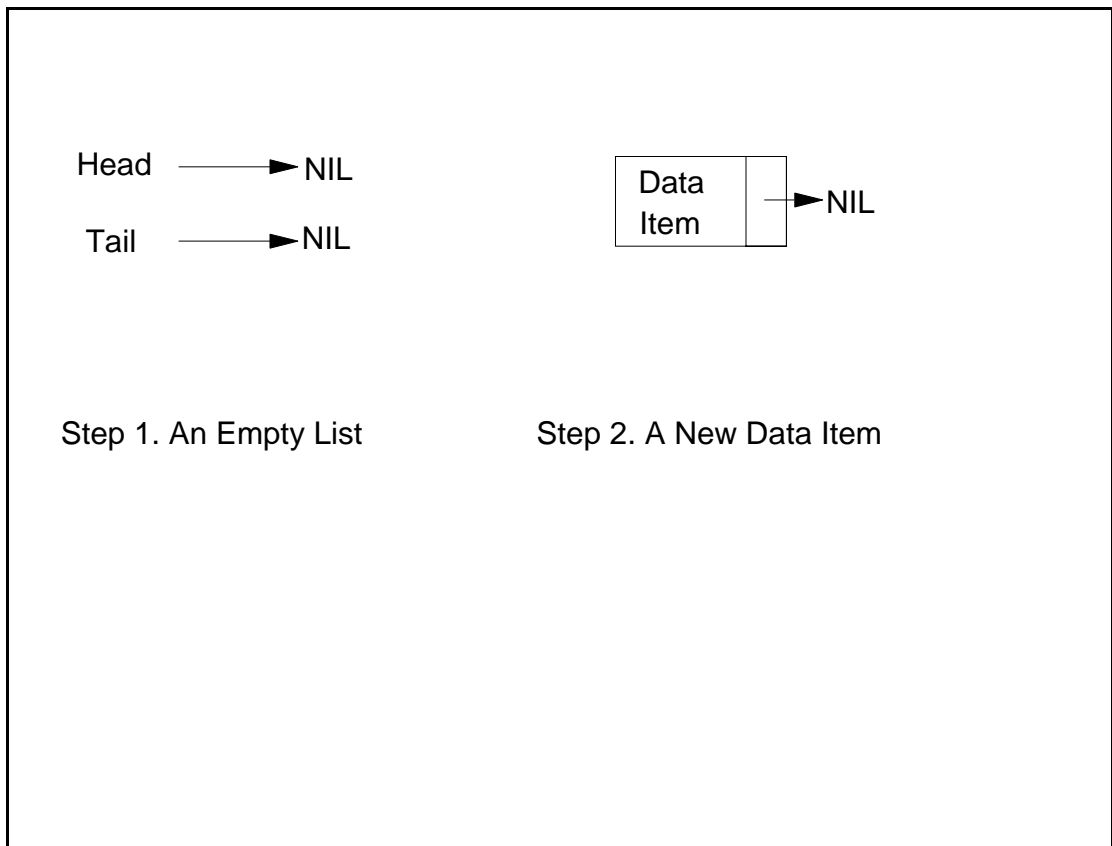 Head NIL
Tail NIL
Data
Item
NIL
Step 1. An Empty List
Step 2. A New Data Item